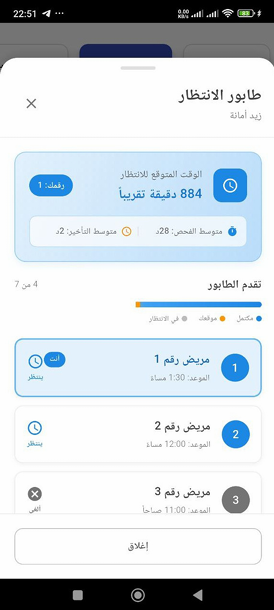 22:51
0.00 KB/s
83
طابور الانتظار
زيد أمانة
الوقت المتوقع للانتظار
884 دقيقة تقريباً
رقمك: 1
متوسط الفحص: 28د
متوسط التأخير: 2د
تقدم الطابور
4 من 7
مكتمل
موقعك
في الانتظار
1
مريض رقم 1
أنت
الموعد: 1:30 مساءً
ينتظر
2
مريض رقم 2
الموعد: 12:00 مساءً
ينتظر
3
مريض رقم 3
الموعد: 11:00 صباحاً
ألغي
إغلاق